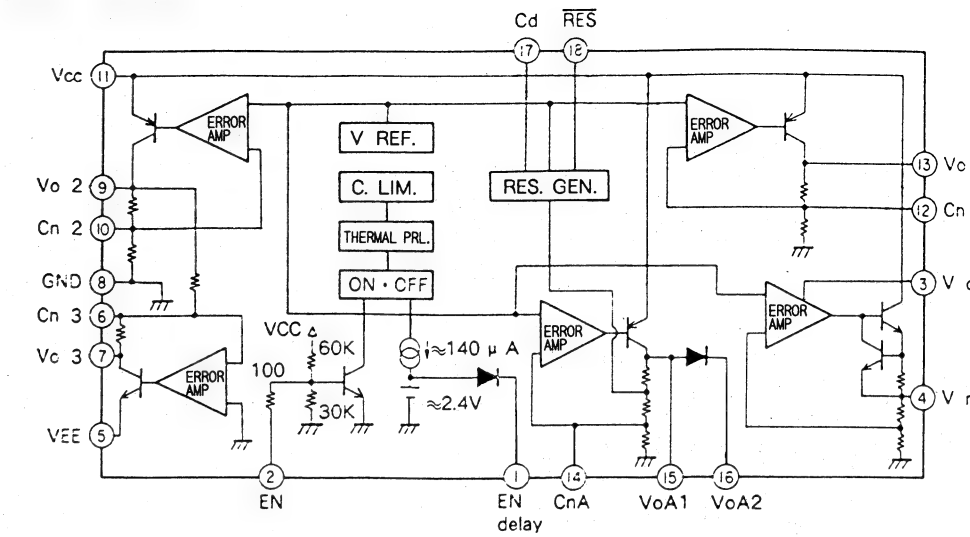 Cd RES
17 18
Vcc 11
ERROR AMP
V REF.
ERROR AMP
13 Vo
Vo 2 9
C. LIM.
RES. GEN.
12 Cn
Cn 2 10
THERMAL PRL.
GND 8
ON・OFF
3 V
Cn 3 6
ERROR AMP
ERROR AMP
VCC
60K
≈140 μ A
Vo 3 7
100
ERROR AMP
30K
≈2.4V
4 V
VEE 5
2 1 14 15 16
EN EN delay CnA VoA1 VoA2